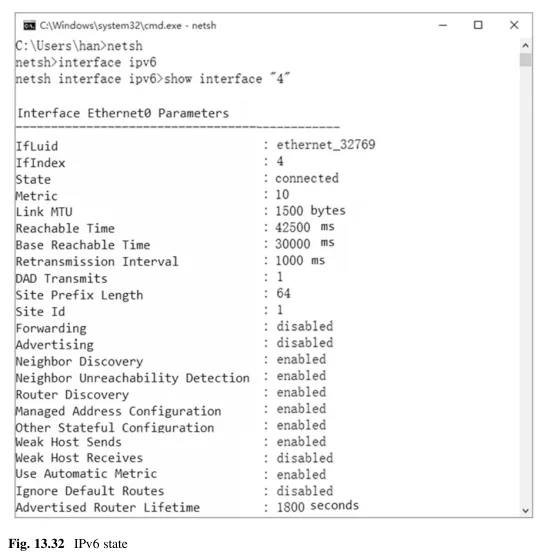 C:\Windows\system32\cmd.exe - netsh
C:\Users\han>netsh
netsh>interface ipv6
netsh interface ipv6>show interface "4"
Interface Ethernet0 Parameters
----------------------------------------------
IfLuid : ethernet_32769
IfIndex : 4
State : connected
Metric : 10
Link MTU : 1500 bytes
Reachable Time : 42500 ms
Base Reachable Time : 30000 ms
Retransmission Interval : 1000 ms
DAD Transmits : 1
Site Prefix Length : 64
Site Id : 1
Forwarding : disabled
Advertising : disabled
Neighbor Discovery : enabled
Neighbor Unreachability Detection : enabled
Router Discovery : enabled
Managed Address Configuration : enabled
Other Stateful Configuration : enabled
Weak Host Sends : enabled
Weak Host Receives : disabled
Use Automatic Metric : enabled
Ignore Default Routes : disabled
Advertised Router Lifetime : 1800 seconds
Fig. 13.32 IPv6 state